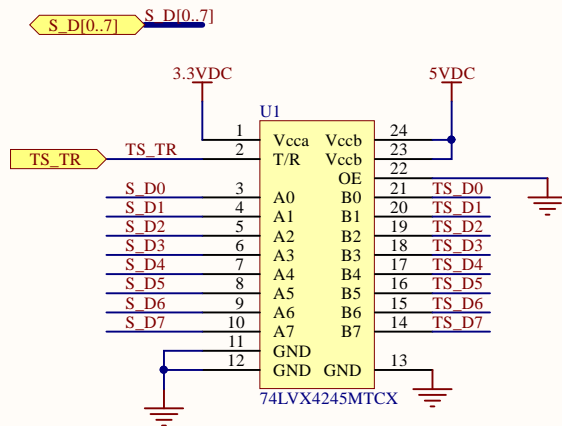 S_D[0..7] S_D[0..7]
3.3VDC 5VDC
U1
1 Vcca Vccb 24
TS_TR TS_TR 2 T/R Vccb 23
OE 22
S_D0 3 A0 B0 21 TS_D0
S_D1 4 A1 B1 20 TS_D1
S_D2 5 A2 B2 19 TS_D2
S_D3 6 A3 B3 18 TS_D3
S_D4 7 A4 B4 17 TS_D4
S_D5 8 A5 B5 16 TS_D5
S_D6 9 A6 B6 15 TS_D6
S_D7 10 A7 B7 14 TS_D7
11 GND
12 GND GND 13
74LVX4245MTCX